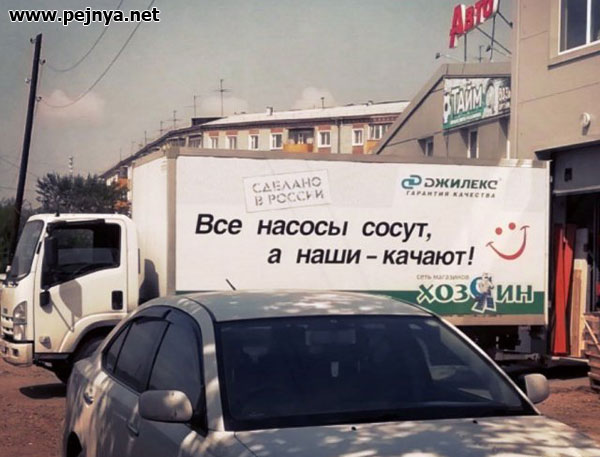 www.pejnya.net
Авто
ТАЙМ
СДЕЛАНО
В РОССИИ
ДЖИЛЕКС
ГАРАНТИЯ КАЧЕСТВА
Все насосы сосут,
а наши – качают!
СЕТЬ МАГАЗИНОВ
ХОЗЯИН